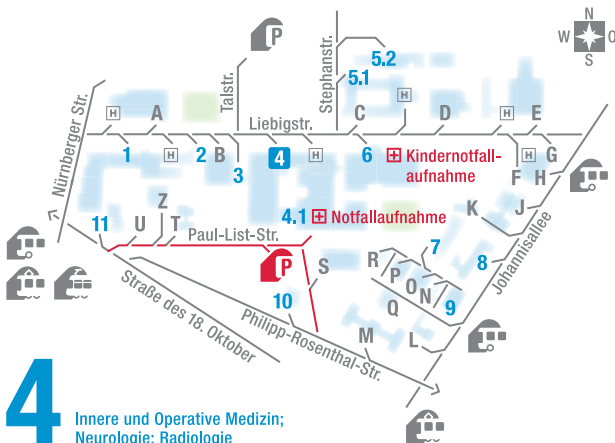 P
5.2
5.1
N
W
O
S
Nürnberger Str.
Talstr.
Stephanstr.
H
A
C
H
D
H
E
Liebigstr.
1
H
2
B
3
4
H
6
Kindernotfall-
aufnahme
F
G
H
Z
11
U
T
4.1
Notfallaufnahme
K
J
Paul-List-Str.
P
S
7
R
P
O
N
Q
8
9
Johannisallee
10
Straße des 18. Oktober
Philipp-Rosenthal-Str.
M
L
4
Innere und Operative Medizin;
Neurologie; Radiologie